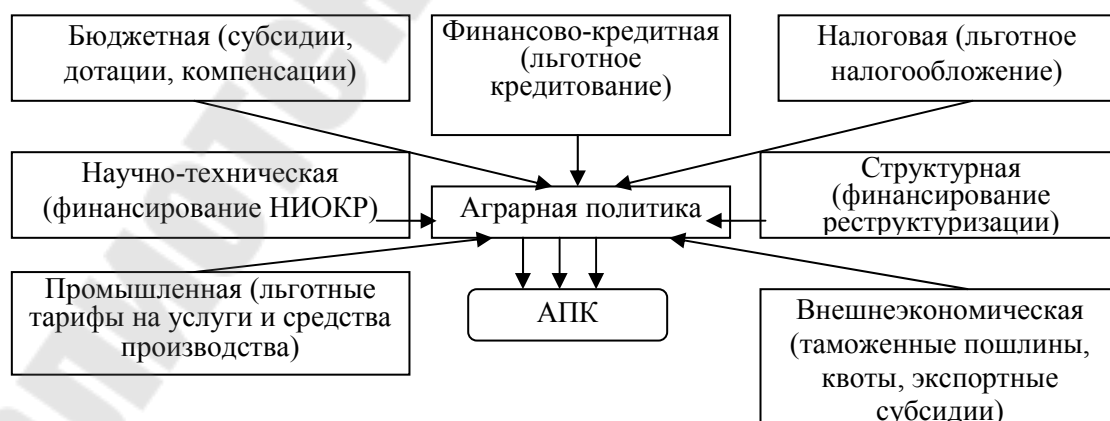 Бюджетная (субсидии,
дотации, компенсации)
Финансово-кредитная
(льготное
кредитование)
Налоговая (льготное
налогообложение)
Научно-техническая
(финансирование НИОКР)
Аграрная политика
Структурная
(финансирование
реструктуризации)
Промышленная (льготные
тарифы на услуги и средства
производства)
АПК
Внешнеэкономическая
(таможенные пошлины,
квоты, экспортные
субсидии)